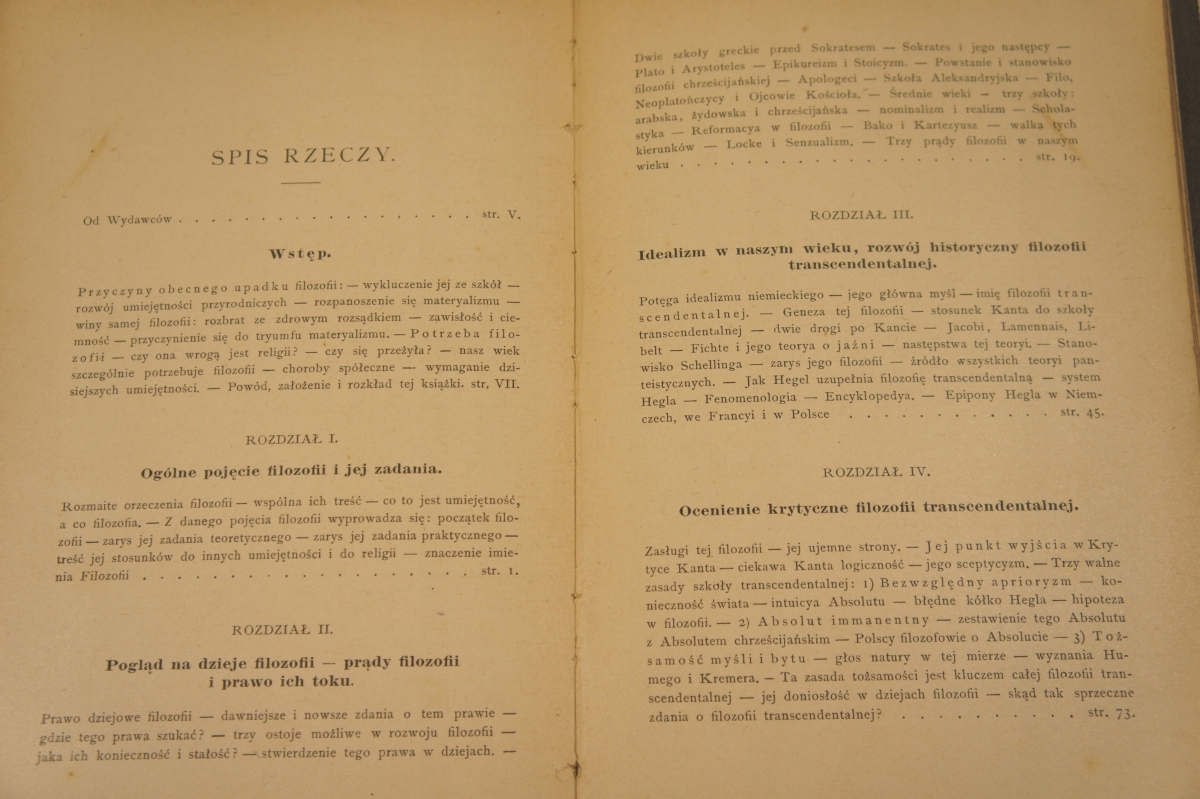 SPIS RZECZY.
Od Wydawców . . . . . . . . . . . . . . . . . . str. V.
Wstęp.
Przyczyny obecnego upadku filozofii: — wykluczenie jej ze szkół —
rozwój umiejętności przyrodniczych — rozpanoszenie się materyalizmu —
winy samej filozofii: rozbrat ze zdrowym rozsądkiem — zawisłość i cie-
mność — przyczynienie się do tryumfu materyalizmu. — Potrzeba filo-
zofii — czy ona wrogą jest religii? — czy się przeżyła? — nasz wiek
szczególnie potrzebuje filozofii — choroby społeczne — wymaganie dzi-
siejszych umiejętności. — Powód, założenie i rozkład tej książki. str. VII.
ROZDZIAŁ I.
Ogólne pojęcie filozofii i jej zadania.
Rozmaite orzeczenia filozofii — wspólna ich treść — co to jest umiejętność,
a co filozofia. — Z danego pojęcia filozofii wyprowadza się: początek filo-
zofii — zarys jej zadania teoretycznego — zarys jej zadania praktycznego —
treść jej stosunków do innych umiejętności i do religii — znaczenie imie-
nia Filozofii . . . . . . . . . . . . . . . . . . . . str. 1.
ROZDZIAŁ II.
Pogląd na dzieje filozofii — prądy filozofii
i prawo ich toku.
Prawo dziejowe filozofii — dawniejsze i nowsze zdania o tem prawie —
gdzie tego prawa szukać? — trzy ostoje możliwe w rozwoju filozofii —
jaka ich konieczność i stałość? — stwierdzenie tego prawa w dziejach. —
Dwie szkoły greckie przed Sokratesem — Sokrates i jego następcy —
Plato i Arystoteles — Epikureizm i Stoicyzm. — Powstanie i stanowisko
filozofii chrześcijańskiej — Apologeci — Szkoła Aleksandryjska — Filo,
Neoplatończycy i Ojcowie Kościoła. — Średnie wieki — trzy szkoły:
arabska, żydowska i chrześcijańska — nominalizm i realizm — Schola-
styka — Reformacya w filozofii — Bako i Kartezyusz — walka tych
kierunków — Locke i Senzualizm. — Trzy prądy filozofii w naszym
wieku . . . . . . . . . . . . . . . . . . . . . str. 19.
ROZDZIAŁ III.
Idealizm w naszym wieku, rozwój historyczny filozofii
transcendentalnej.
Potęga idealizmu niemieckiego — jego główna myśl — imię filozofii tran-
scendentalnej. — Geneza tej filozofii — stosunek Kanta do szkoły
transcendentalnej — dwie drogi po Kancie — Jacobi, Lamennais, Li-
belt — Fichte i jego teorya o jaźni — następstwa tej teoryi. — Stano-
wisko Schellinga — zarys jego filozofii — źródło wszystkich teoryi pan-
teistycznych. — Jak Hegel uzupełnia filozofię transcendentalną — system
Hegla — Fenomenologia — Encyklopedya. — Epipony Hegla w Niem-
czech, we Francyi i w Polsce . . . . . . . . . . . . str. 45.
ROZDZIAŁ IV.
Ocenienie krytyczne filozofii transcendentalnej.
Zasługi tej filozofii — jej ujemne strony. — Jej punkt wyjścia w Kry-
tyce Kanta — ciekawa Kanta logiczność — jego sceptycyzm. — Trzy walne
zasady szkoły transcendentalnej: 1) Bezwzględny aprioryzm — ko-
nieczność świata — intuicya Absolutu — błędne kółko Hegla — hipoteza
w filozofii. — 2) Absolut immanentny — zestawienie tego Absolutu
z Absolutem chrześcijańskim — Polscy filozofowie o Absolucie — 3) Toż-
samość myśli i bytu — głos natury w tej mierze — wyznania Hu-
mego i Kremera. — Ta zasada tożsamości jest kluczem całej filozofii tran-
scendentalnej — jej doniosłość w dziejach filozofii — skąd tak sprzeczne
zdania o filozofii transcendentalnej? . . . . . . . . . . str. 73.